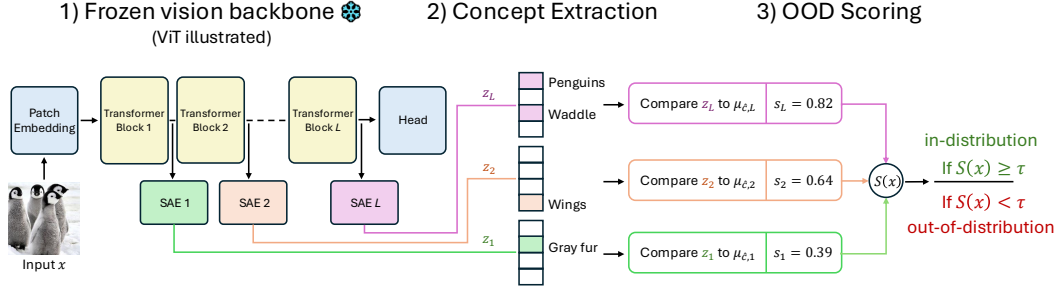 1) Frozen vision backbone
(ViT illustrated)
2) Concept Extraction
3) OOD Scoring
Patch
Embedding
Transformer
Block 1
Transformer
Block 2
Transformer
Block L
Head
SAE 1
SAE 2
SAE L
Input x
z_L
z_2
z_1
Penguins
Waddle
Wings
Gray fur
Compare z_L to μ_{ĉ,L}
s_L = 0.82
Compare z_2 to μ_{ĉ,2}
s_2 = 0.64
Compare z_1 to μ_{ĉ,1}
s_1 = 0.39
S(x)
in-distribution
If S(x) ≥ τ
If S(x) < τ
out-of-distribution